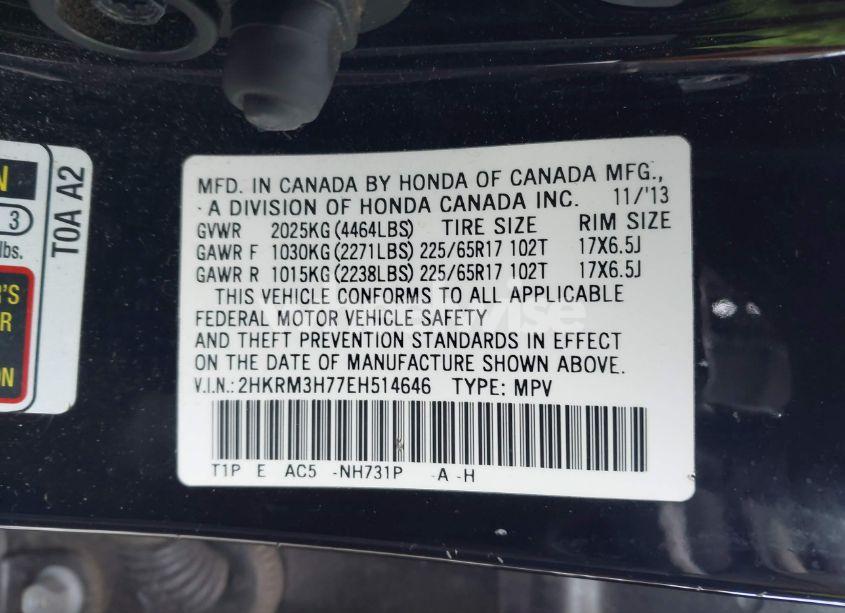 MFD. IN CANADA BY HONDA OF CANADA MFG.,
A DIVISION OF HONDA CANADA INC. 11/'13
GVWR 2025KG (4464LBS) TIRE SIZE RIM SIZE
GAWR F 1030KG (2271LBS) 225/65R17 102T 17X6.5J
GAWR R 1015KG (2238LBS) 225/65R17 102T 17X6.5J
THIS VEHICLE CONFORMS TO ALL APPLICABLE
FEDERAL MOTOR VEHICLE SAFETY
AND THEFT PREVENTION STANDARDS IN EFFECT
ON THE DATE OF MANUFACTURE SHOWN ABOVE.
V.I.N.: 2HKRM3H77EH514646 TYPE: MPV
T1P E AC5 -NH731P -A -H
T0A A2
3
lbs.